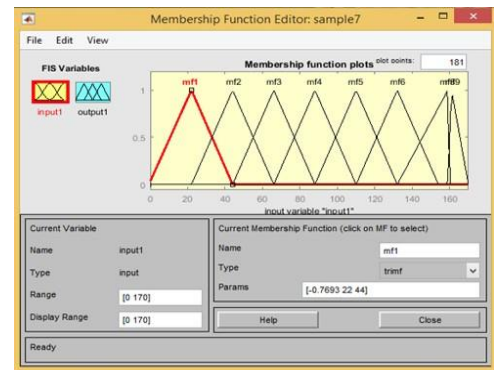 Membership Function Editor: sample7
File Edit View
FIS Variables
input1 output1
Membership function plots plot points: 181
mf1 mf2 mf3 mf4 mf5 mf6
1
0.5
0
0 20 40 60 80 100 120 140 160
input variable "input1"
Current Variable
Name input1
Type input
Range [0 170]
Display Range [0 170]
Current Membership Function (click on MF to select)
Name mf1
Type trimf
Params [-0.7693 22 44]
Help Close
Ready